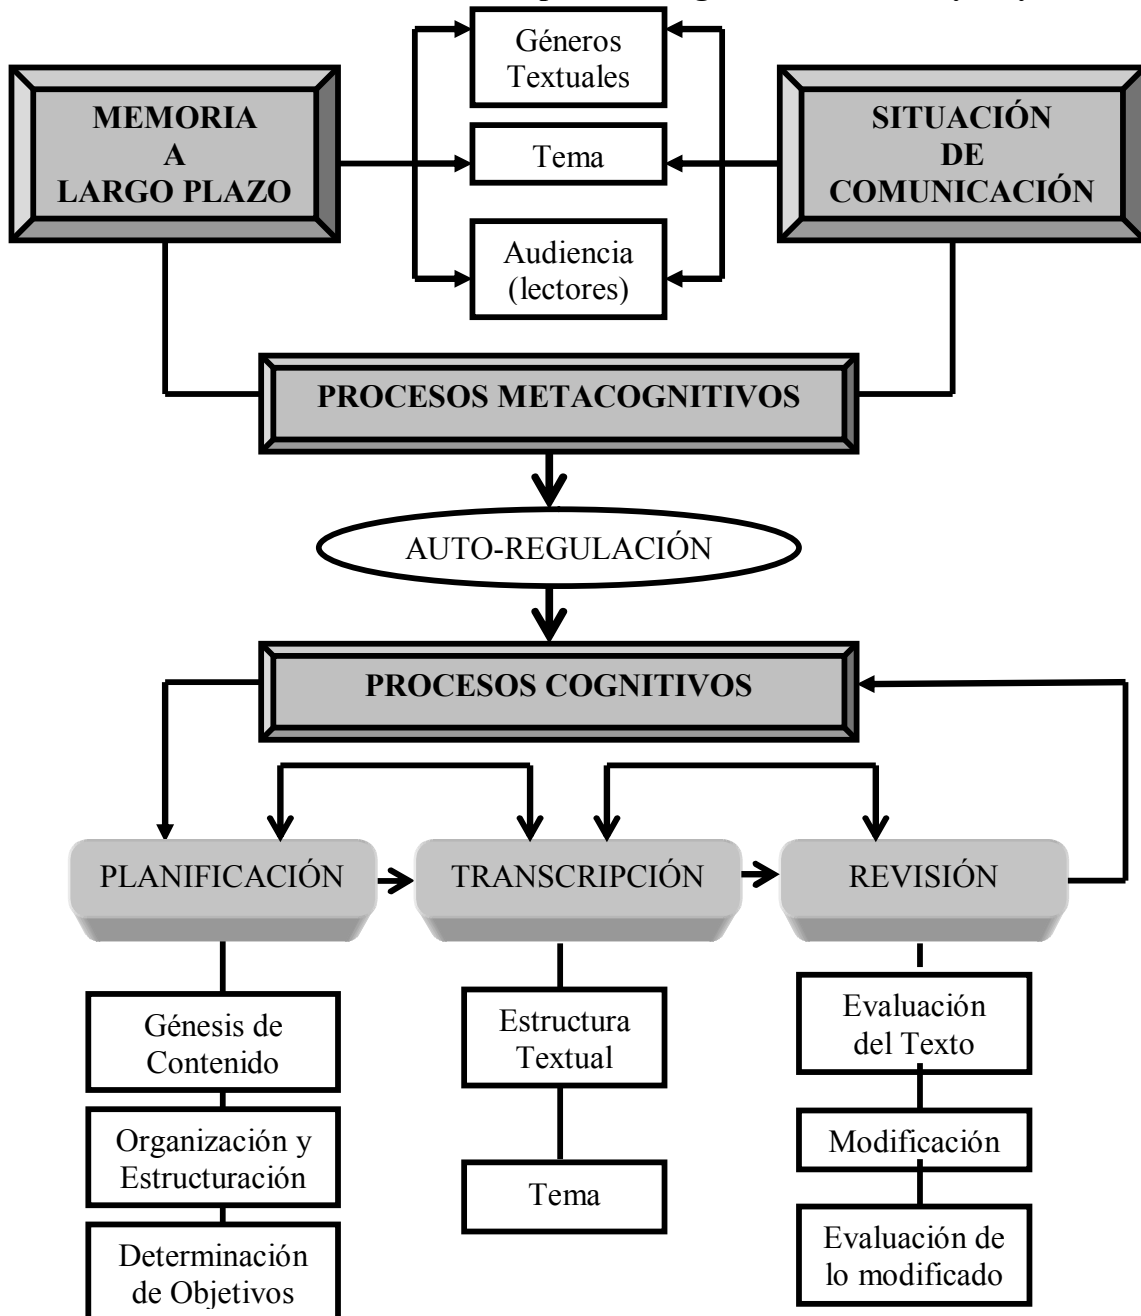 Géneros
Textuales
MEMORIA
A
LARGO PLAZO
Tema
SITUACIÓN
DE
COMUNICACIÓN
Audiencia
(lectores)
PROCESOS METACOGNITIVOS
AUTO-REGULACIÓN
PROCESOS COGNITIVOS
PLANIFICACIÓN
TRANSCRIPCIÓN
REVISIÓN
Génesis de
Contenido
Organización y
Estructuración
Determinación
de Objetivos
Estructura
Textual
Tema
Evaluación
del Texto
Modificación
Evaluación de
lo modificado